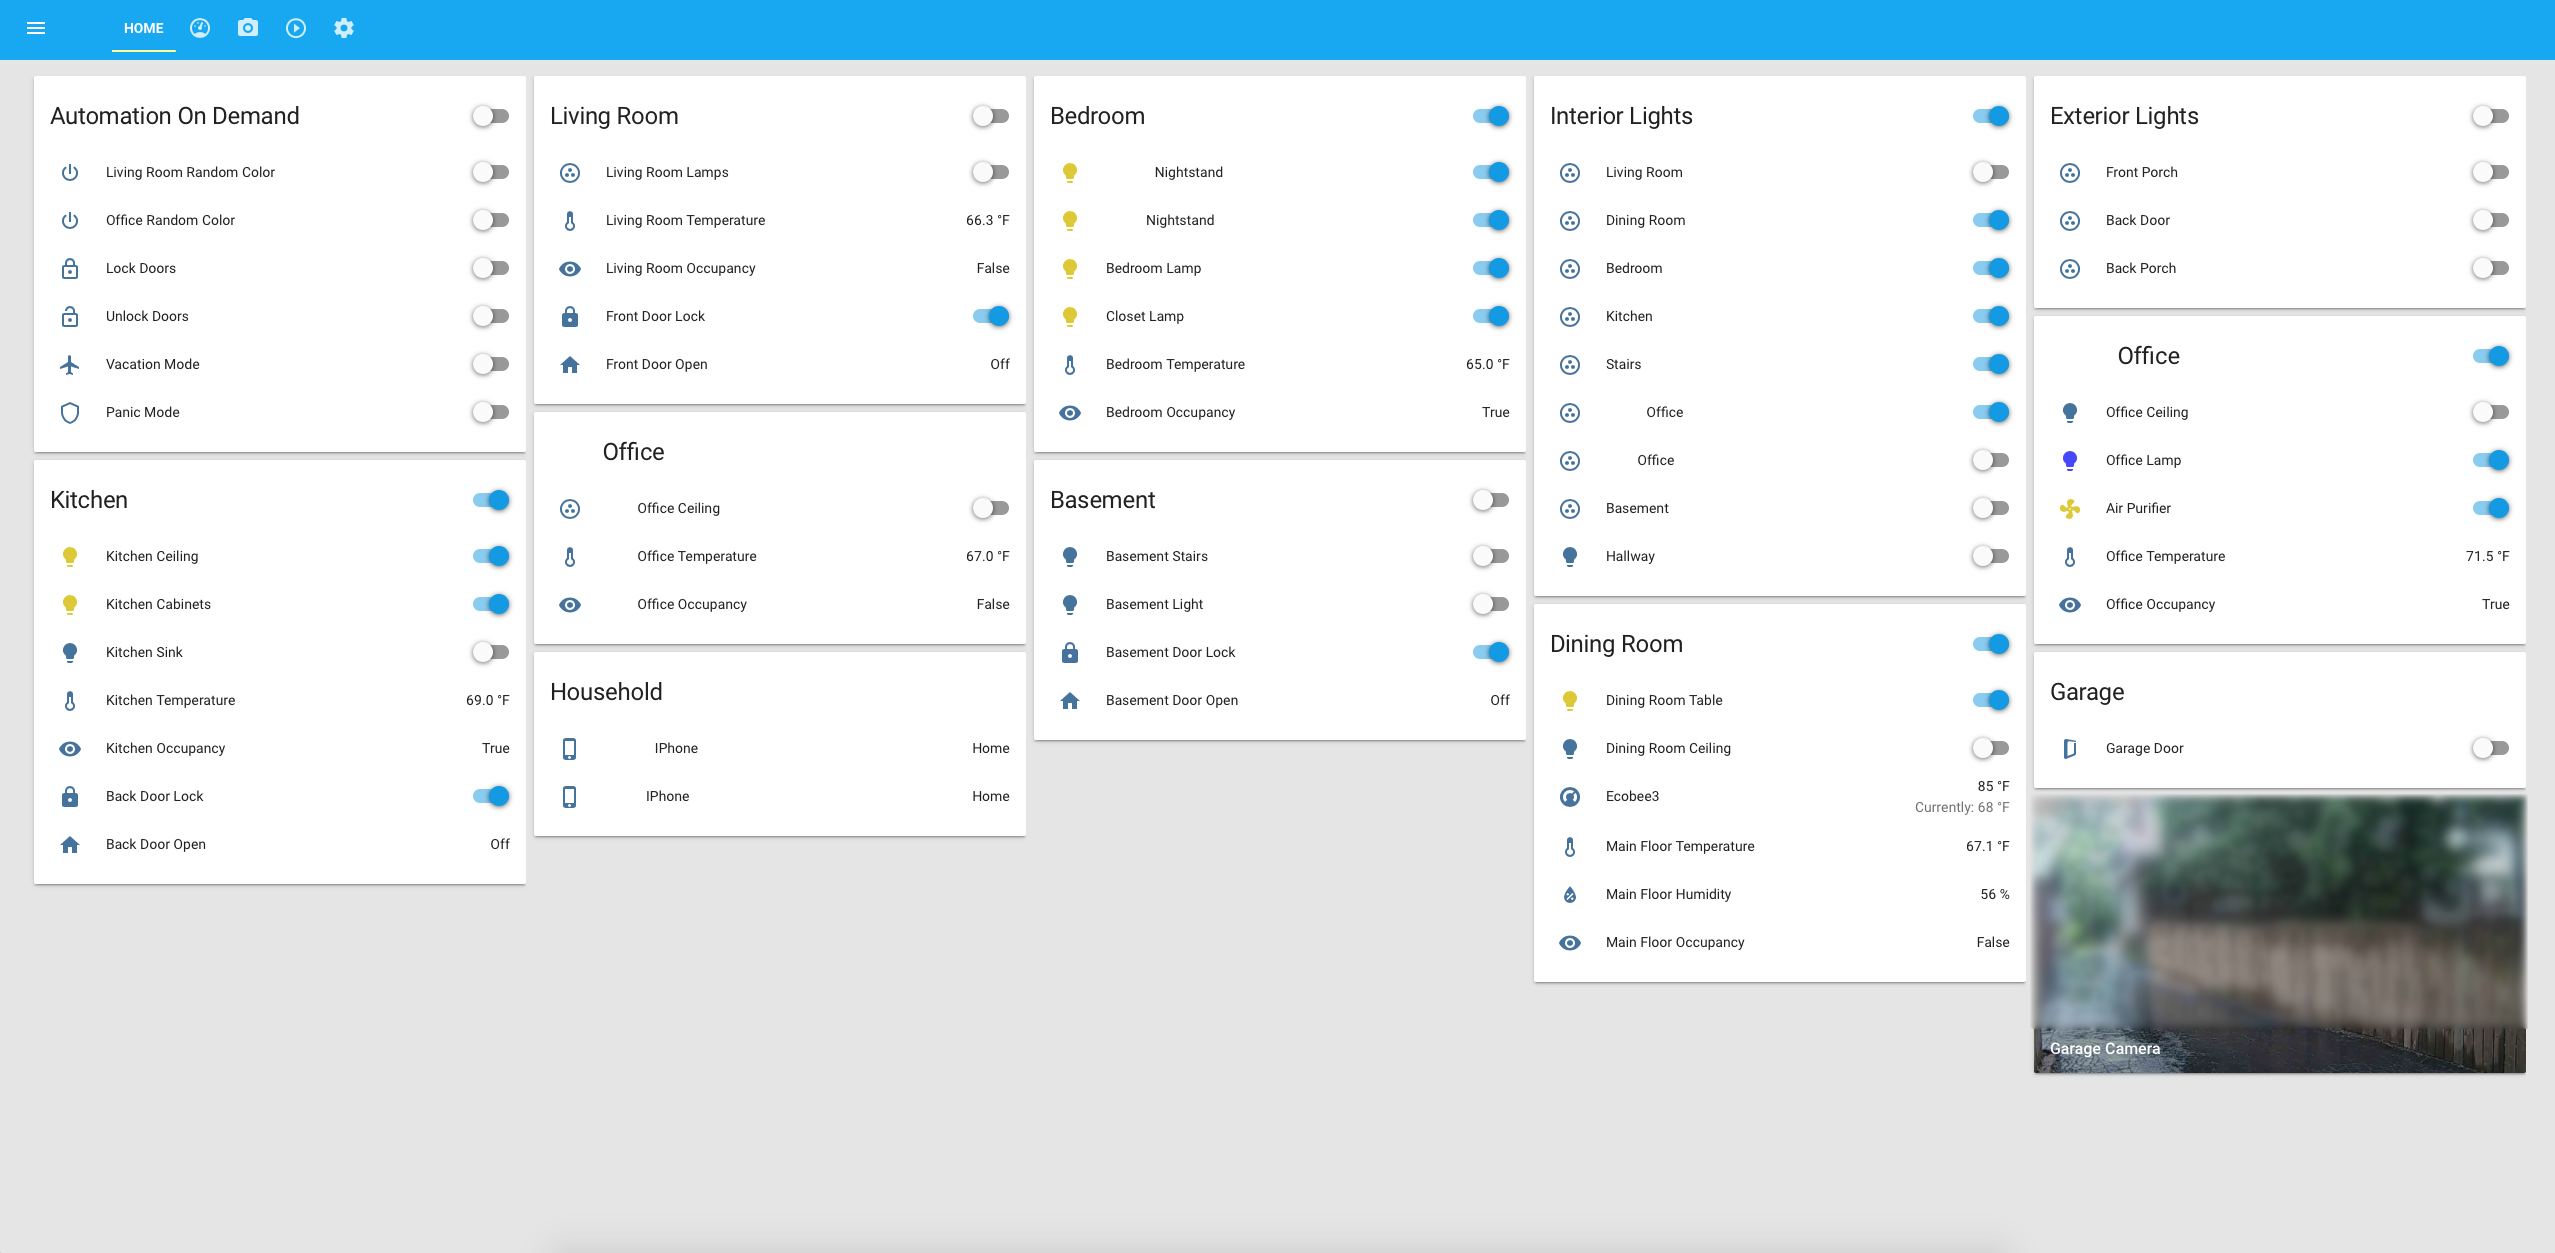 HOME
Automation On Demand
Living Room Random Color
Office Random Color
Lock Doors
Unlock Doors
Vacation Mode
Panic Mode
Kitchen
Kitchen Ceiling
Kitchen Cabinets
Kitchen Sink
Kitchen Temperature 69.0 °F
Kitchen Occupancy True
Back Door Lock
Back Door Open Off
Living Room
Living Room Lamps
Living Room Temperature 66.3 °F
Living Room Occupancy False
Front Door Lock
Front Door Open Off
Office
Office Ceiling
Office Temperature 67.0 °F
Office Occupancy False
Household
IPhone Home
IPhone Home
Bedroom
Nightstand
Nightstand
Bedroom Lamp
Closet Lamp
Bedroom Temperature 65.0 °F
Bedroom Occupancy True
Basement
Basement Stairs
Basement Light
Basement Door Lock
Basement Door Open Off
Interior Lights
Living Room
Dining Room
Bedroom
Kitchen
Stairs
Office
Office
Basement
Hallway
Dining Room
Dining Room Table
Dining Room Ceiling
Ecobee3 85 °F
Currently: 68 °F
Main Floor Temperature 67.1 °F
Main Floor Humidity 56 %
Main Floor Occupancy False
Exterior Lights
Front Porch
Back Door
Back Porch
Office
Office Ceiling
Office Lamp
Air Purifier
Office Temperature 71.5 °F
Office Occupancy True
Garage
Garage Door
Garage Camera